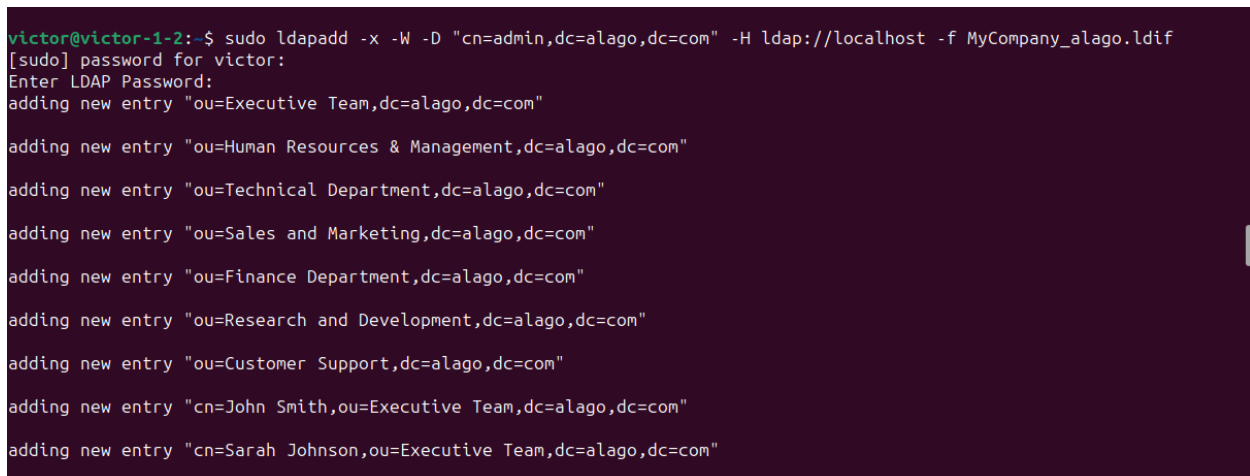 victor@victor-1-2:~$ sudo ldapadd -x -W -D "cn=admin,dc=alago,dc=com" -H ldap://localhost -f MyCompany_alago.ldif
[sudo] password for victor:
Enter LDAP Password:
adding new entry "ou=Executive Team,dc=alago,dc=com"
adding new entry "ou=Human Resources & Management,dc=alago,dc=com"
adding new entry "ou=Technical Department,dc=alago,dc=com"
adding new entry "ou=Sales and Marketing,dc=alago,dc=com"
adding new entry "ou=Finance Department,dc=alago,dc=com"
adding new entry "ou=Research and Development,dc=alago,dc=com"
adding new entry "ou=Customer Support,dc=alago,dc=com"
adding new entry "cn=John Smith,ou=Executive Team,dc=alago,dc=com"
adding new entry "cn=Sarah Johnson,ou=Executive Team,dc=alago,dc=com"